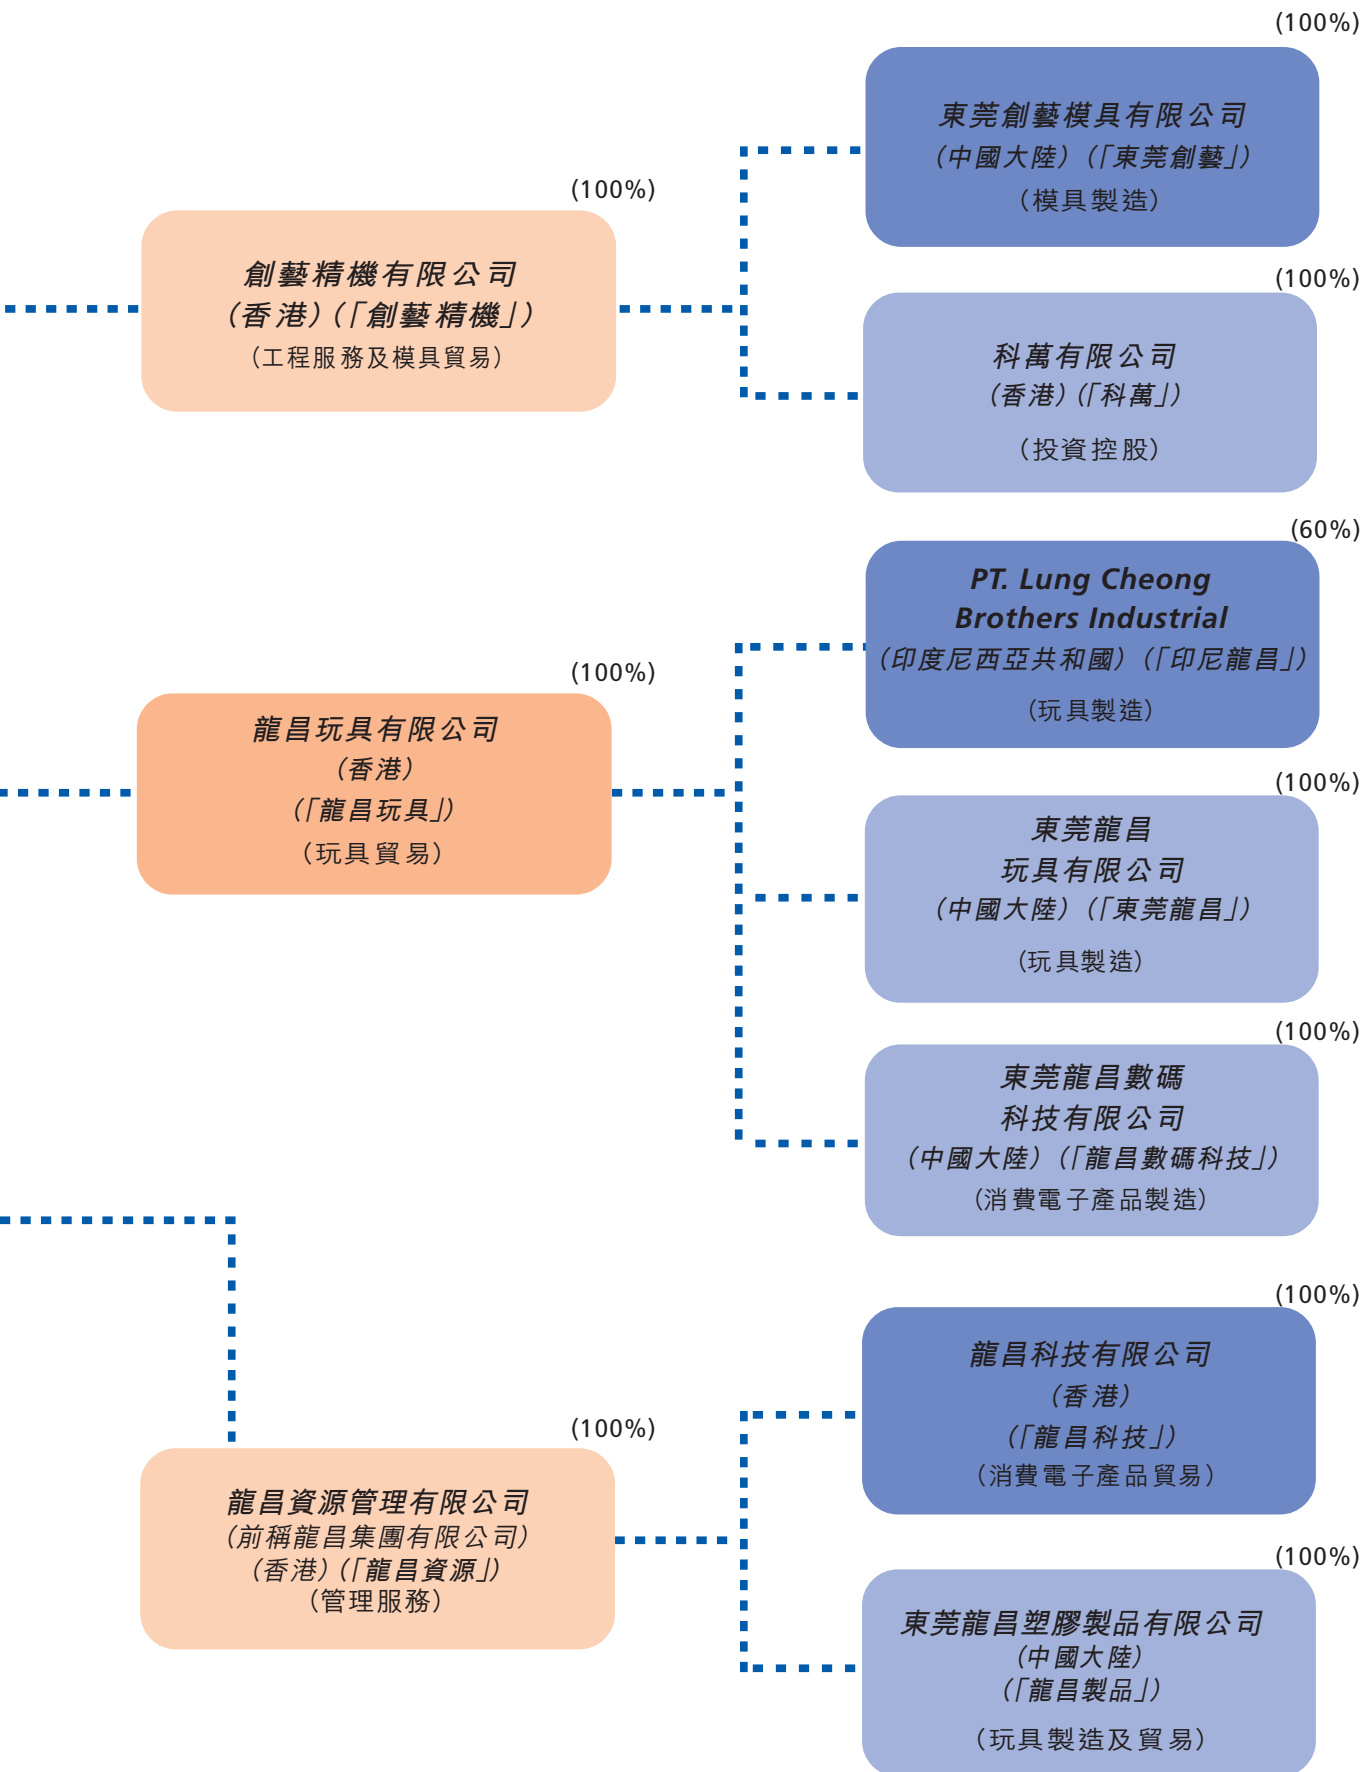 (100%)
東莞創藝模具有限公司
（中國大陸）（「東莞創藝」）
（模具製造）
(100%)
創藝精機有限公司
（香港）（「創藝精機」）
（工程服務及模具貿易）
(100%)
科萬有限公司
（香港）（「科萬」）
（投資控股）
(60%)
PT. Lung Cheong
Brothers Industrial
（印度尼西亞共和國）（「印尼龍昌」）
（玩具製造）
(100%)
龍昌玩具有限公司
（香港）
（「龍昌玩具」）
（玩具貿易）
(100%)
東莞龍昌
玩具有限公司
（中國大陸）（「東莞龍昌」）
（玩具製造）
(100%)
東莞龍昌數碼
科技有限公司
（中國大陸）（「龍昌數碼科技」）
（消費電子產品製造）
(100%)
龍昌科技有限公司
（香港）
（「龍昌科技」）
（消費電子產品貿易）
(100%)
龍昌資源管理有限公司
（前稱龍昌集團有限公司）
（香港）（「龍昌資源」）
（管理服務）
(100%)
東莞龍昌塑膠製品有限公司
（中國大陸）
（「龍昌製品」）
（玩具製造及貿易）